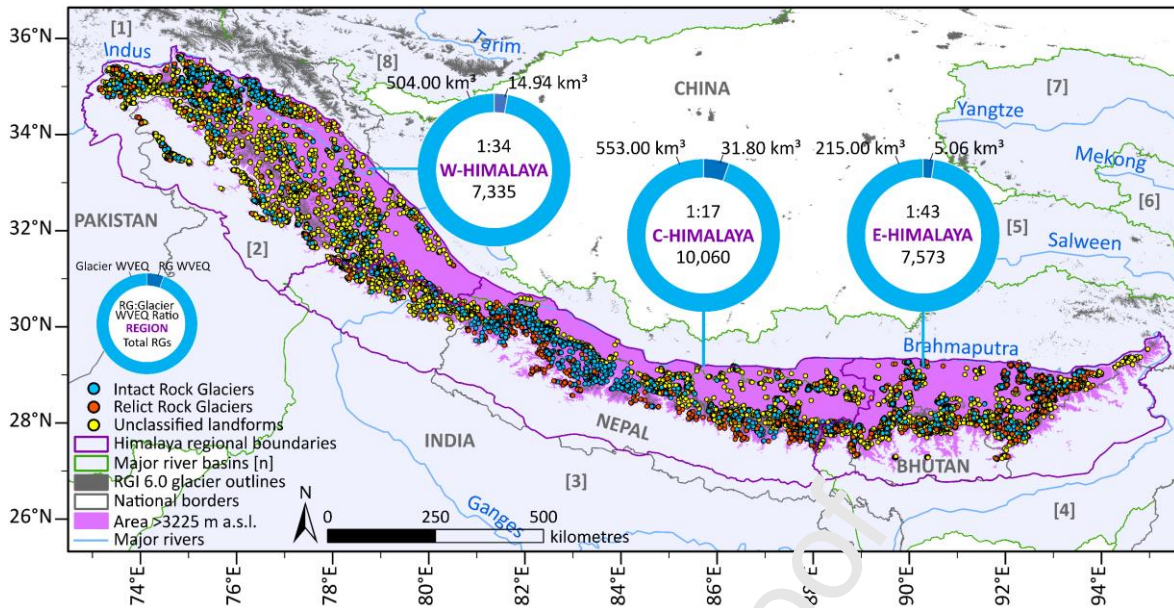 36°N
34°N
32°N
30°N
28°N
26°N
74°E
76°E
78°E
80°E
82°E
84°E
86°E
88°E
90°E
92°E
94°E
[1]
Indus
[8]
Tarim
504.00 km³
14.94 km³
1:34
W-HIMALAYA
7,335
CHINA
553.00 km³
31.80 km³
1:17
C-HIMALAYA
10,060
215.00 km³
5.06 km³
1:43
E-HIMALAYA
7,573
[7]
Yangtze
Mekong
[6]
[5]
Salween
PAKISTAN
[2]
Brahmaputra
NEPAL
INDIA
BHUTAN
[3]
[4]
Ganges
Glacier WVEQ
RG WVEQ
RG:Glacier
WVEQ Ratio
REGION
Total RGs
Intact Rock Glaciers
Relict Rock Glaciers
Unclassified landforms
Himalaya regional boundaries
Major river basins [n]
RGI 6.0 glacier outlines
National borders
Area >3225 m a.s.l.
Major rivers
N
0
250
500
kilometres